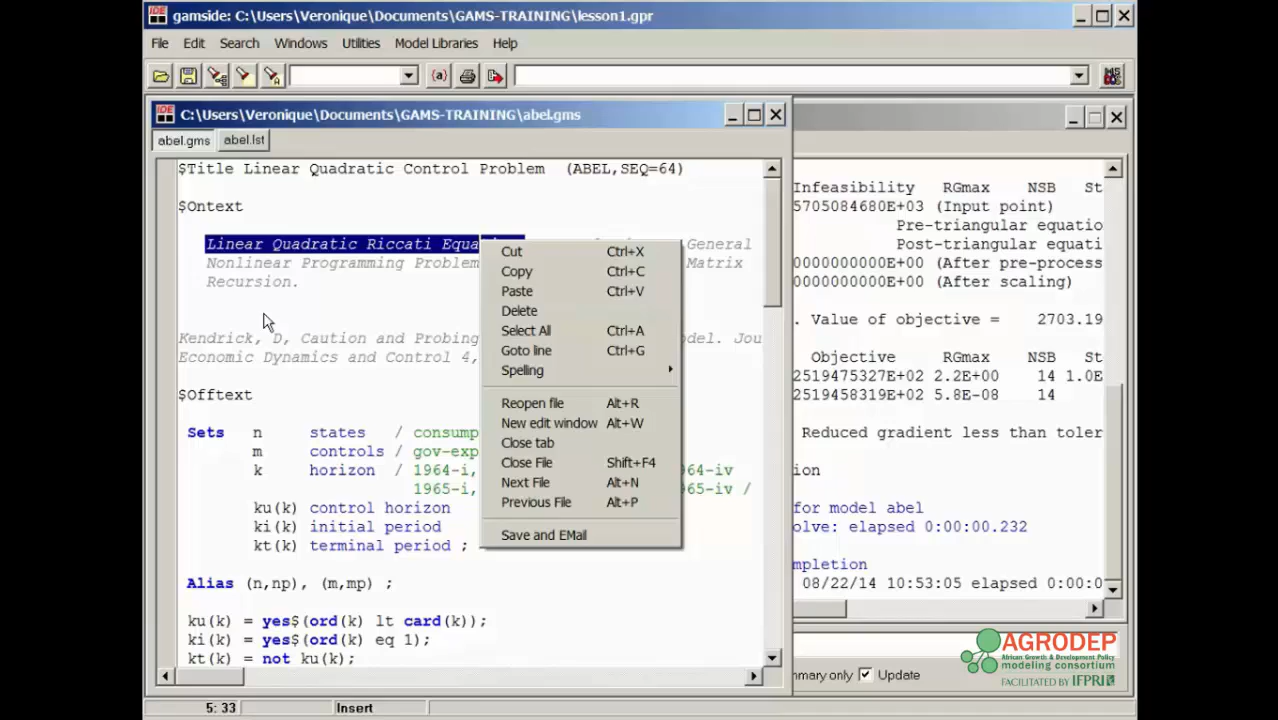 gamside: C:\Users\Veronique\Documents\GAMS-TRAINING\lesson1.gpr
File Edit Search Windows Utilities Model Libraries Help
C:\Users\Veronique\Documents\GAMS-TRAINING\abel.gms
abel.gms abel.lst
$Title Linear Quadratic Control Problem (ABEL,SEQ=64)
$Ontext
Linear Quadratic Riccati Equa General
Nonlinear Programming Problem Matrix
Recursion.
Kendrick, D, Caution and Probing del. Jou
Economic Dynamics and Control 4,
$Offtext
Sets n states / consump
m controls / gov-exp
k horizon / 1964-i, 64-iv
1965-i, 65-iv /
ku(k) control horizon
ki(k) initial period
kt(k) terminal period ;
Alias (n,np), (m,mp) ;
ku(k) = yes$(ord(k) lt card(k));
ki(k) = yes$(ord(k) eq 1);
kt(k) = not ku(k);
5: 33 Insert
Cut Ctrl+X
Copy Ctrl+C
Paste Ctrl+V
Delete
Select All Ctrl+A
Goto line Ctrl+G
Spelling
Reopen file Alt+R
New edit window Alt+W
Close tab
Close File Shift+F4
Next File Alt+N
Previous File Alt+P
Save and EMail
Infeasibility RGmax NSB St
5705084680E+03 (Input point)
Pre-triangular equatio
Post-triangular equati
0000000000E+00 (After pre-process
0000000000E+00 (After scaling)
. Value of objective = 2703.19
Objective RGmax NSB St
2519475327E+02 2.2E+00 14 1.0E
2519458319E+02 5.8E-08 14
Reduced gradient less than toler
ion
for model abel
olve: elapsed 0:00:00.232
mpletion
08/22/14 10:53:05 elapsed 0:00:0
mmary only Update
AGRODEP
African Growth & Development Policy
modeling consortium
FACILITATED BY IFPRI